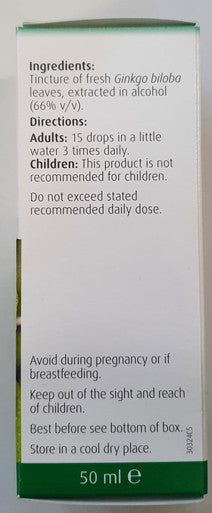 Ingredients:
Tincture of fresh Ginkgo biloba
leaves, extracted in alcohol
(66% v/v).
Directions:
Adults: 15 drops in a little
water 3 times daily.
Children: This product is not
recommended for children.
Do not exceed stated
recommended daily dose.
Avoid during pregnancy or if
breastfeeding.
Keep out of the sight and reach
of children.
Best before see bottom of box.
Store in a cool dry place.
30324CS
50 ml e